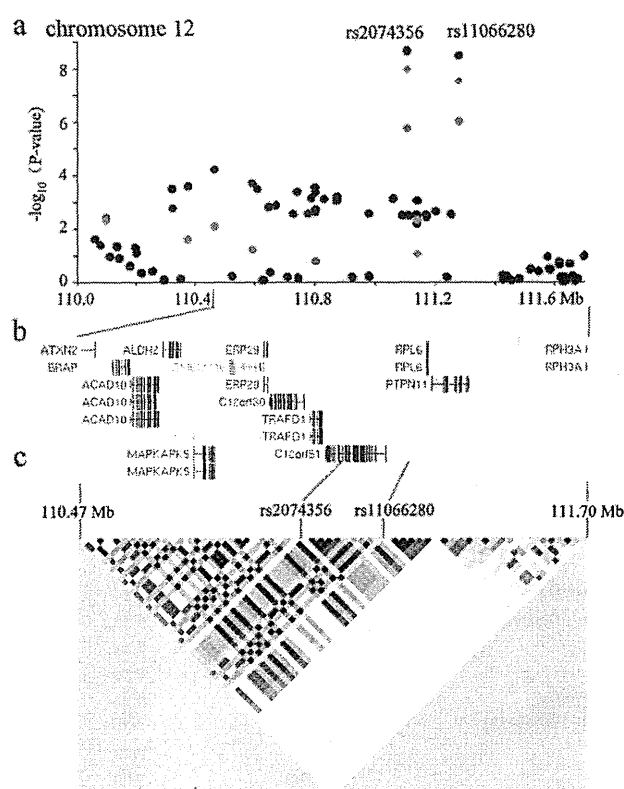 a chromosome 12
rs2074356 rs11066280
-log10 (P-value)
8
6
4
2
0
110.0 110.4 110.8 111.2 111.6 Mb
b
ATXN2 ALDH2 ERP29 RPL6 RPH3A
BRAP RPL6 RPH3A
ACAD10 ERP29 PTPN11
ACAD10 C12orf30
ACAD10 TRAFD1
TRAFD1
MAPKAPK5 C12orf51
MAPKAPK5
c
110.47 Mb rs2074356 rs11066280 111.70 Mb